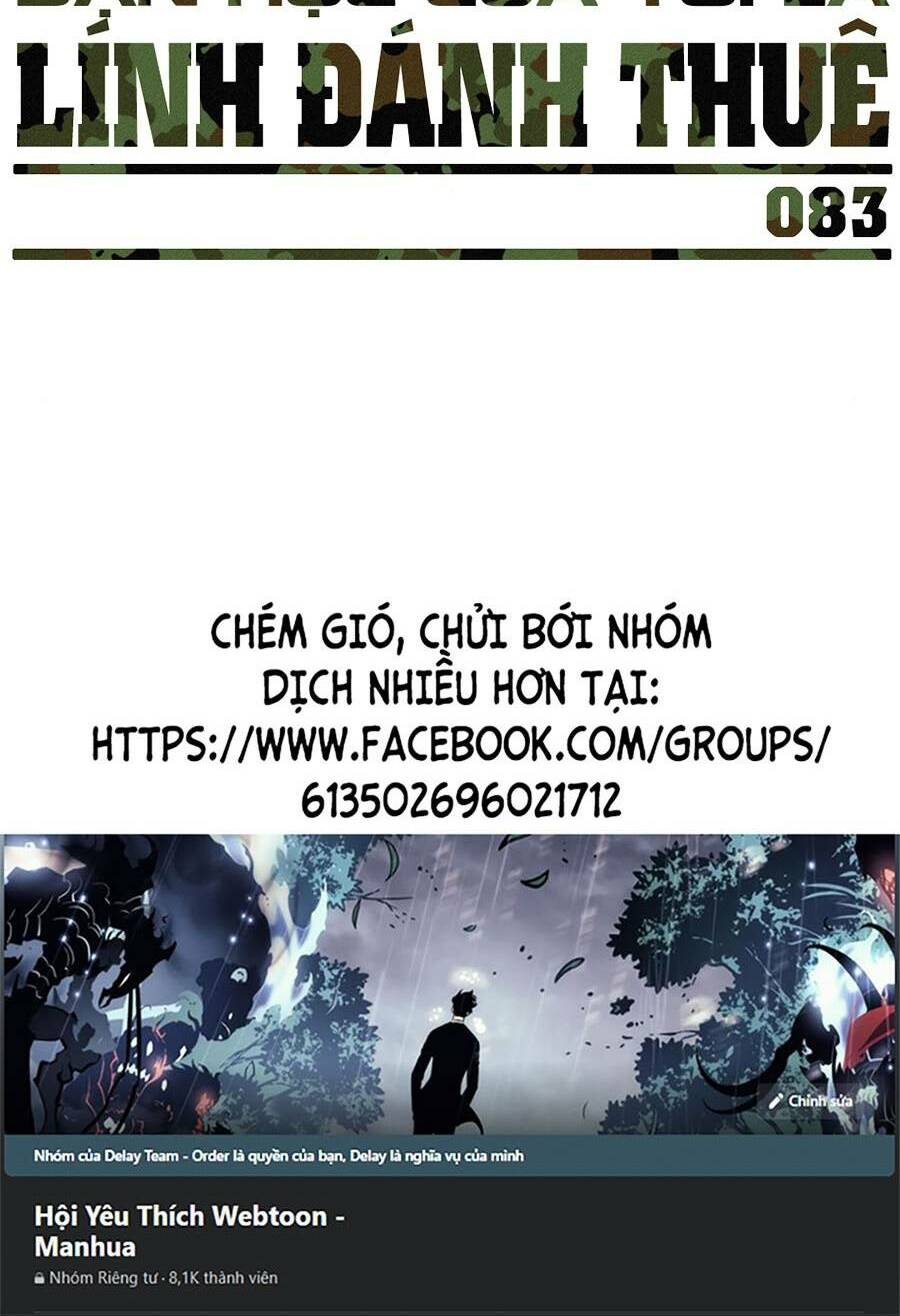 LÍNH ĐÁNH THUÊ
083
CHÉM GIÓ, CHỬI BỚI NHÓM
DỊCH NHIỀU HƠN TẠI:
HTTPS://WWW.FACEBOOK.COM/GROUPS/
613502696021712
Chỉnh sửa
Nhóm của Delay Team - Order là quyền của bạn, Delay là nghĩa vụ của mình
Hội Yêu Thích Webtoon -
Manhua
Nhóm Riêng tư · 8,1K thành viên